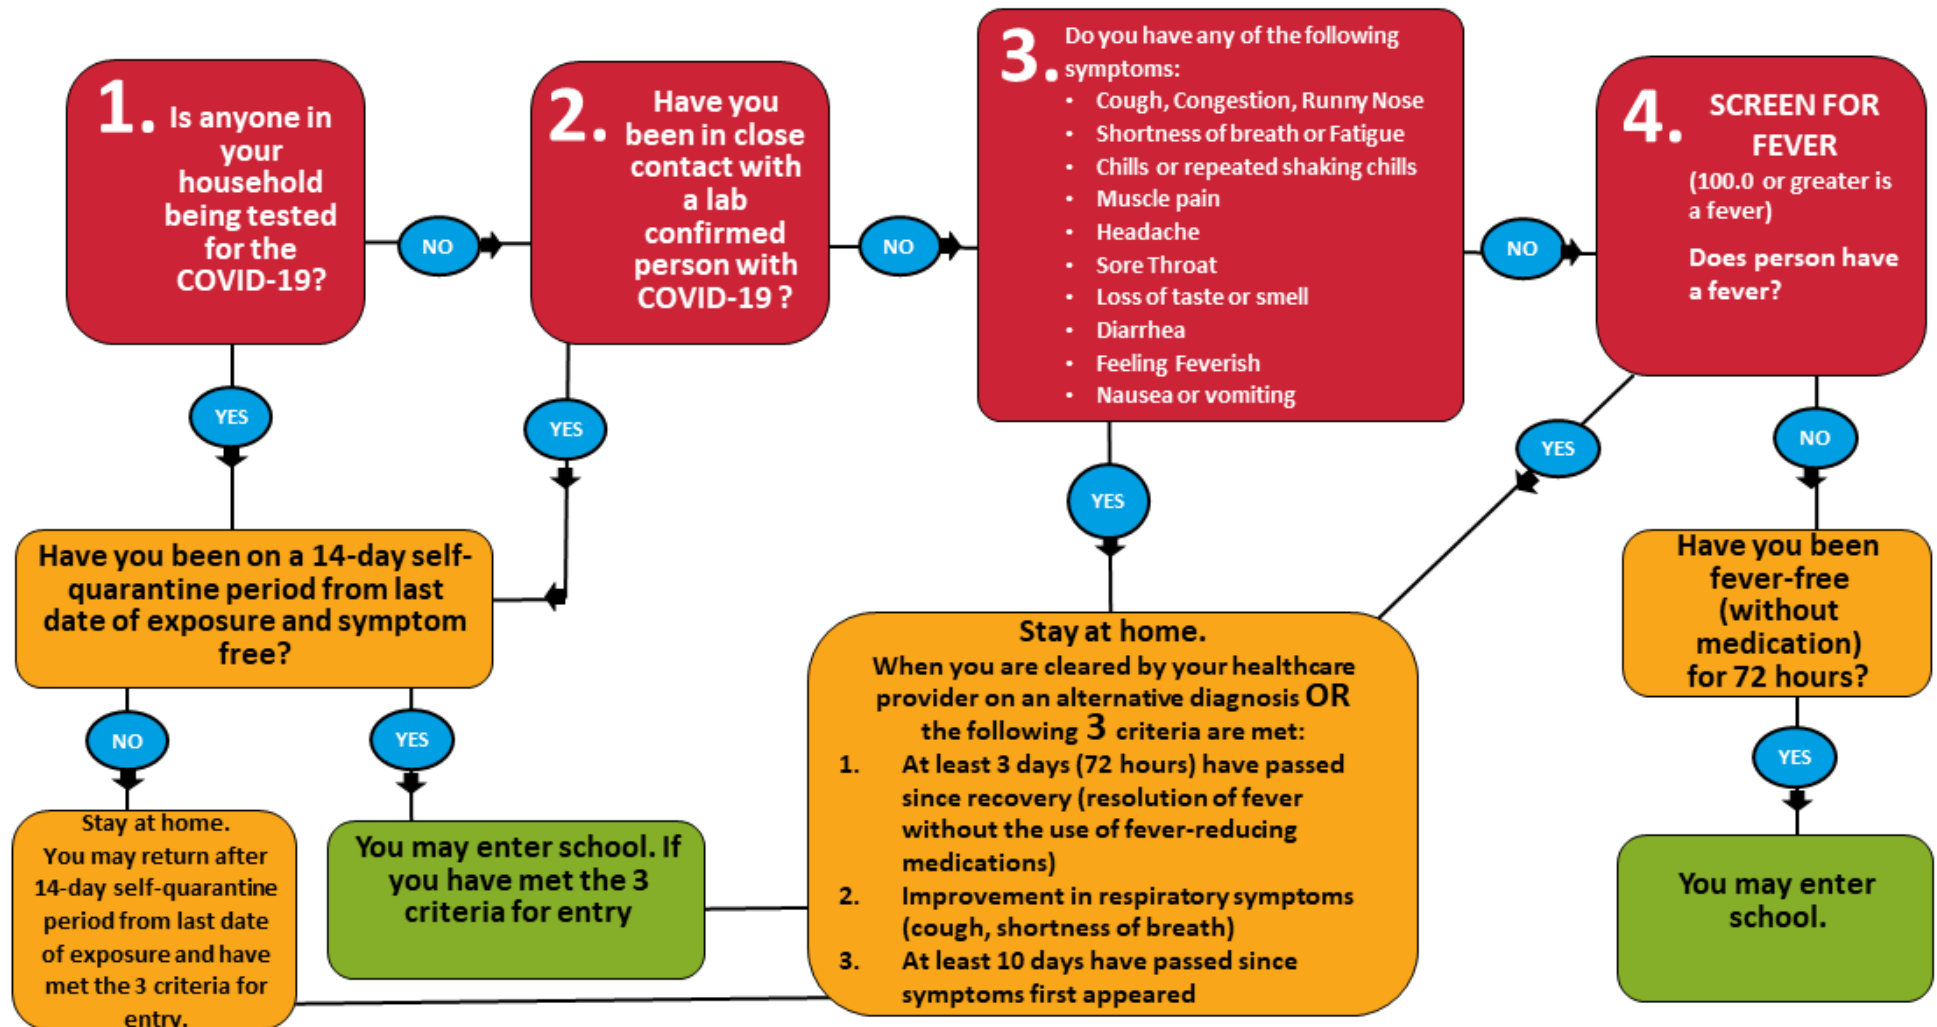 1.
Is anyone in
your
household
being tested
for the
COVID-19?
NO
2.
Have you
been in close
contact with
a lab
confirmed
person with
COVID-19 ?
NO
3.
Do you have any of the following
symptoms:
• Cough, Congestion, Runny Nose
• Shortness of breath or Fatigue
• Chills or repeated shaking chills
• Muscle pain
• Headache
• Sore Throat
• Loss of taste or smell
• Diarrhea
• Feeling Feverish
• Nausea or vomiting
NO
4.
SCREEN FOR
FEVER
(100.0 or greater is
a fever)
Does person have
a fever?
YES
YES
YES
YES
NO
Have you been on a 14-day self-
quarantine period from last
date of exposure and symptom
free?
NO
YES
Stay at home.
You may return after
14-day self-quarantine
period from last date
of exposure and have
met the 3 criteria for
entry.
You may enter school. If
you have met the 3
criteria for entry
Stay at home.
When you are cleared by your healthcare
provider on an alternative diagnosis OR
the following 3 criteria are met:
1. At least 3 days (72 hours) have passed
since recovery (resolution of fever
without the use of fever-reducing
medications)
2. Improvement in respiratory symptoms
(cough, shortness of breath)
3. At least 10 days have passed since
symptoms first appeared
Have you been
fever-free
(without
medication)
for 72 hours?
YES
You may enter
school.